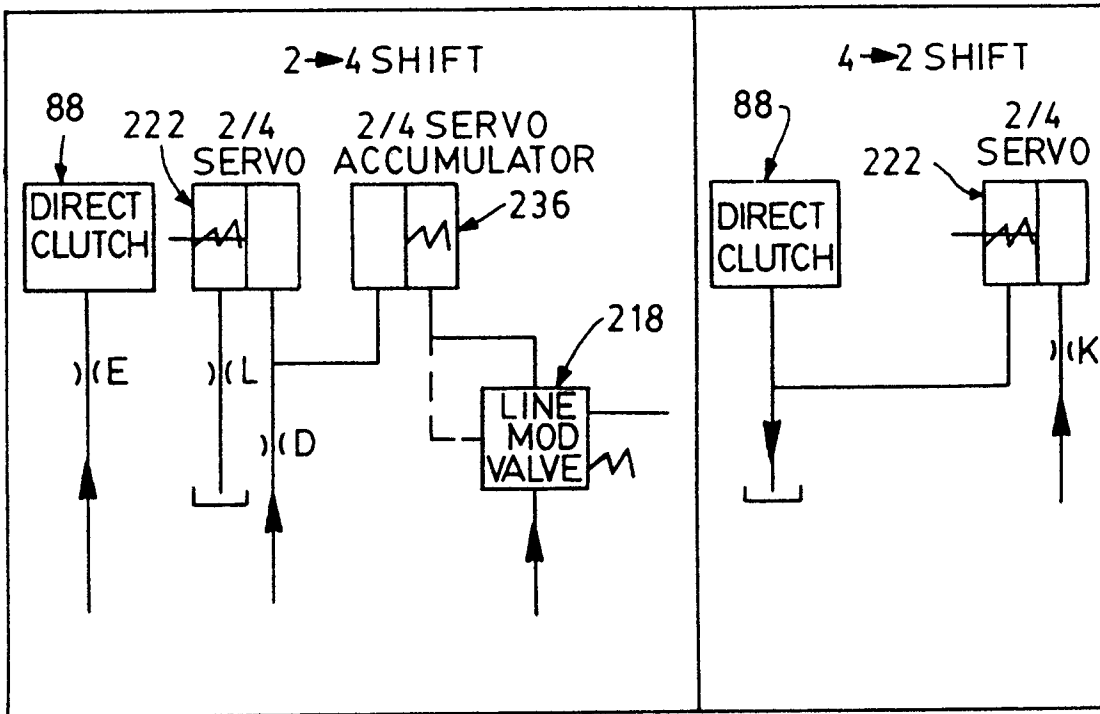 2→4 SHIFT
88
222
2/4
SERVO
2/4 SERVO
ACCUMULATOR
236
DIRECT
CLUTCH
218
E
L
D
LINE
MOD
VALVE
4→2 SHIFT
88
2/4
SERVO
222
DIRECT
CLUTCH
K